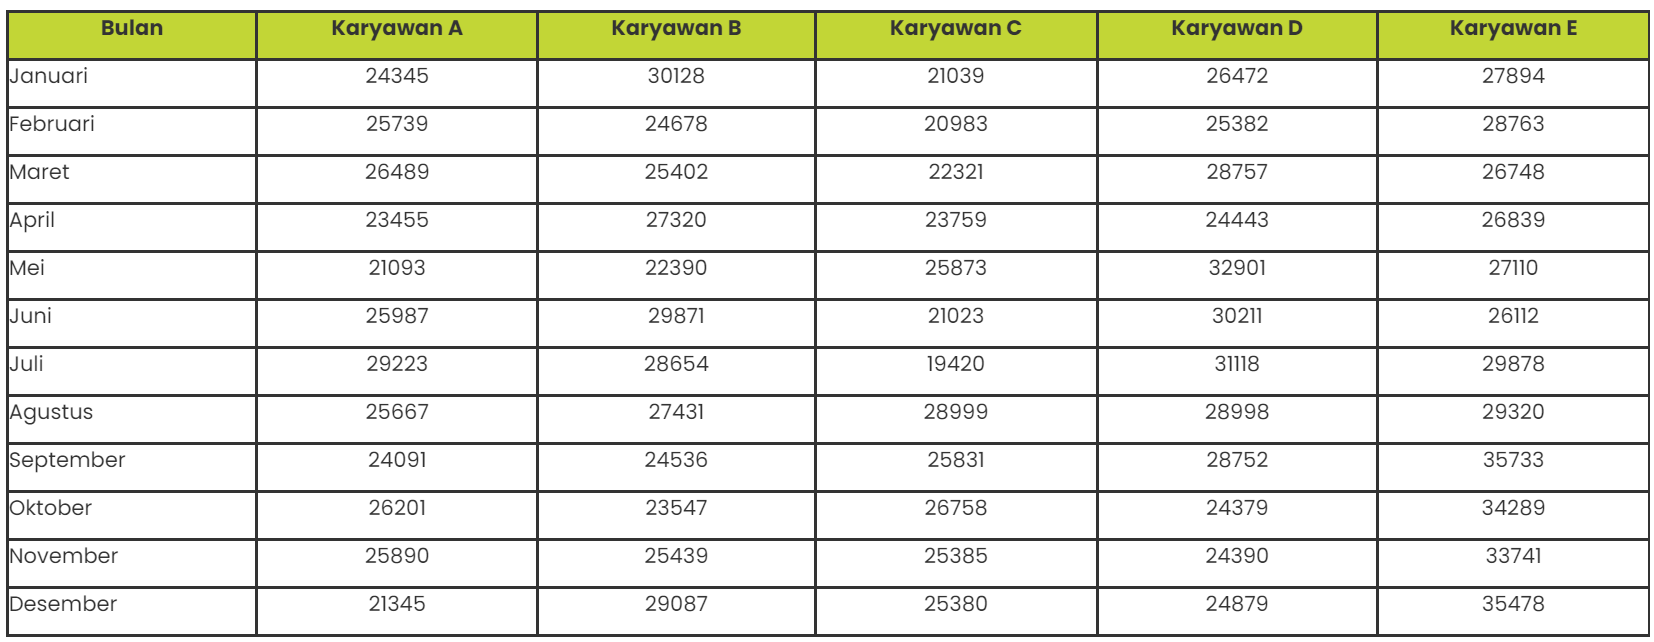 Bulan Karyawan A Karyawan B Karyawan C Karyawan D Karyawan E
Januari 24345 30128 21039 26472 27894
Februari 25739 24678 20983 25382 28763
Maret 26489 25402 22321 28757 26748
April 23455 27320 23759 24443 26839
Mei 21093 22390 25873 32901 27110
Juni 25987 29871 21023 30211 26112
Juli 29223 28654 19420 31118 29878
Agustus 25667 27431 28999 28998 29320
September 24091 24536 25831 28752 35733
Oktober 26201 23547 26758 24379 34289
November 25890 25439 25385 24390 33741
Desember 21345 29087 25380 24879 35478